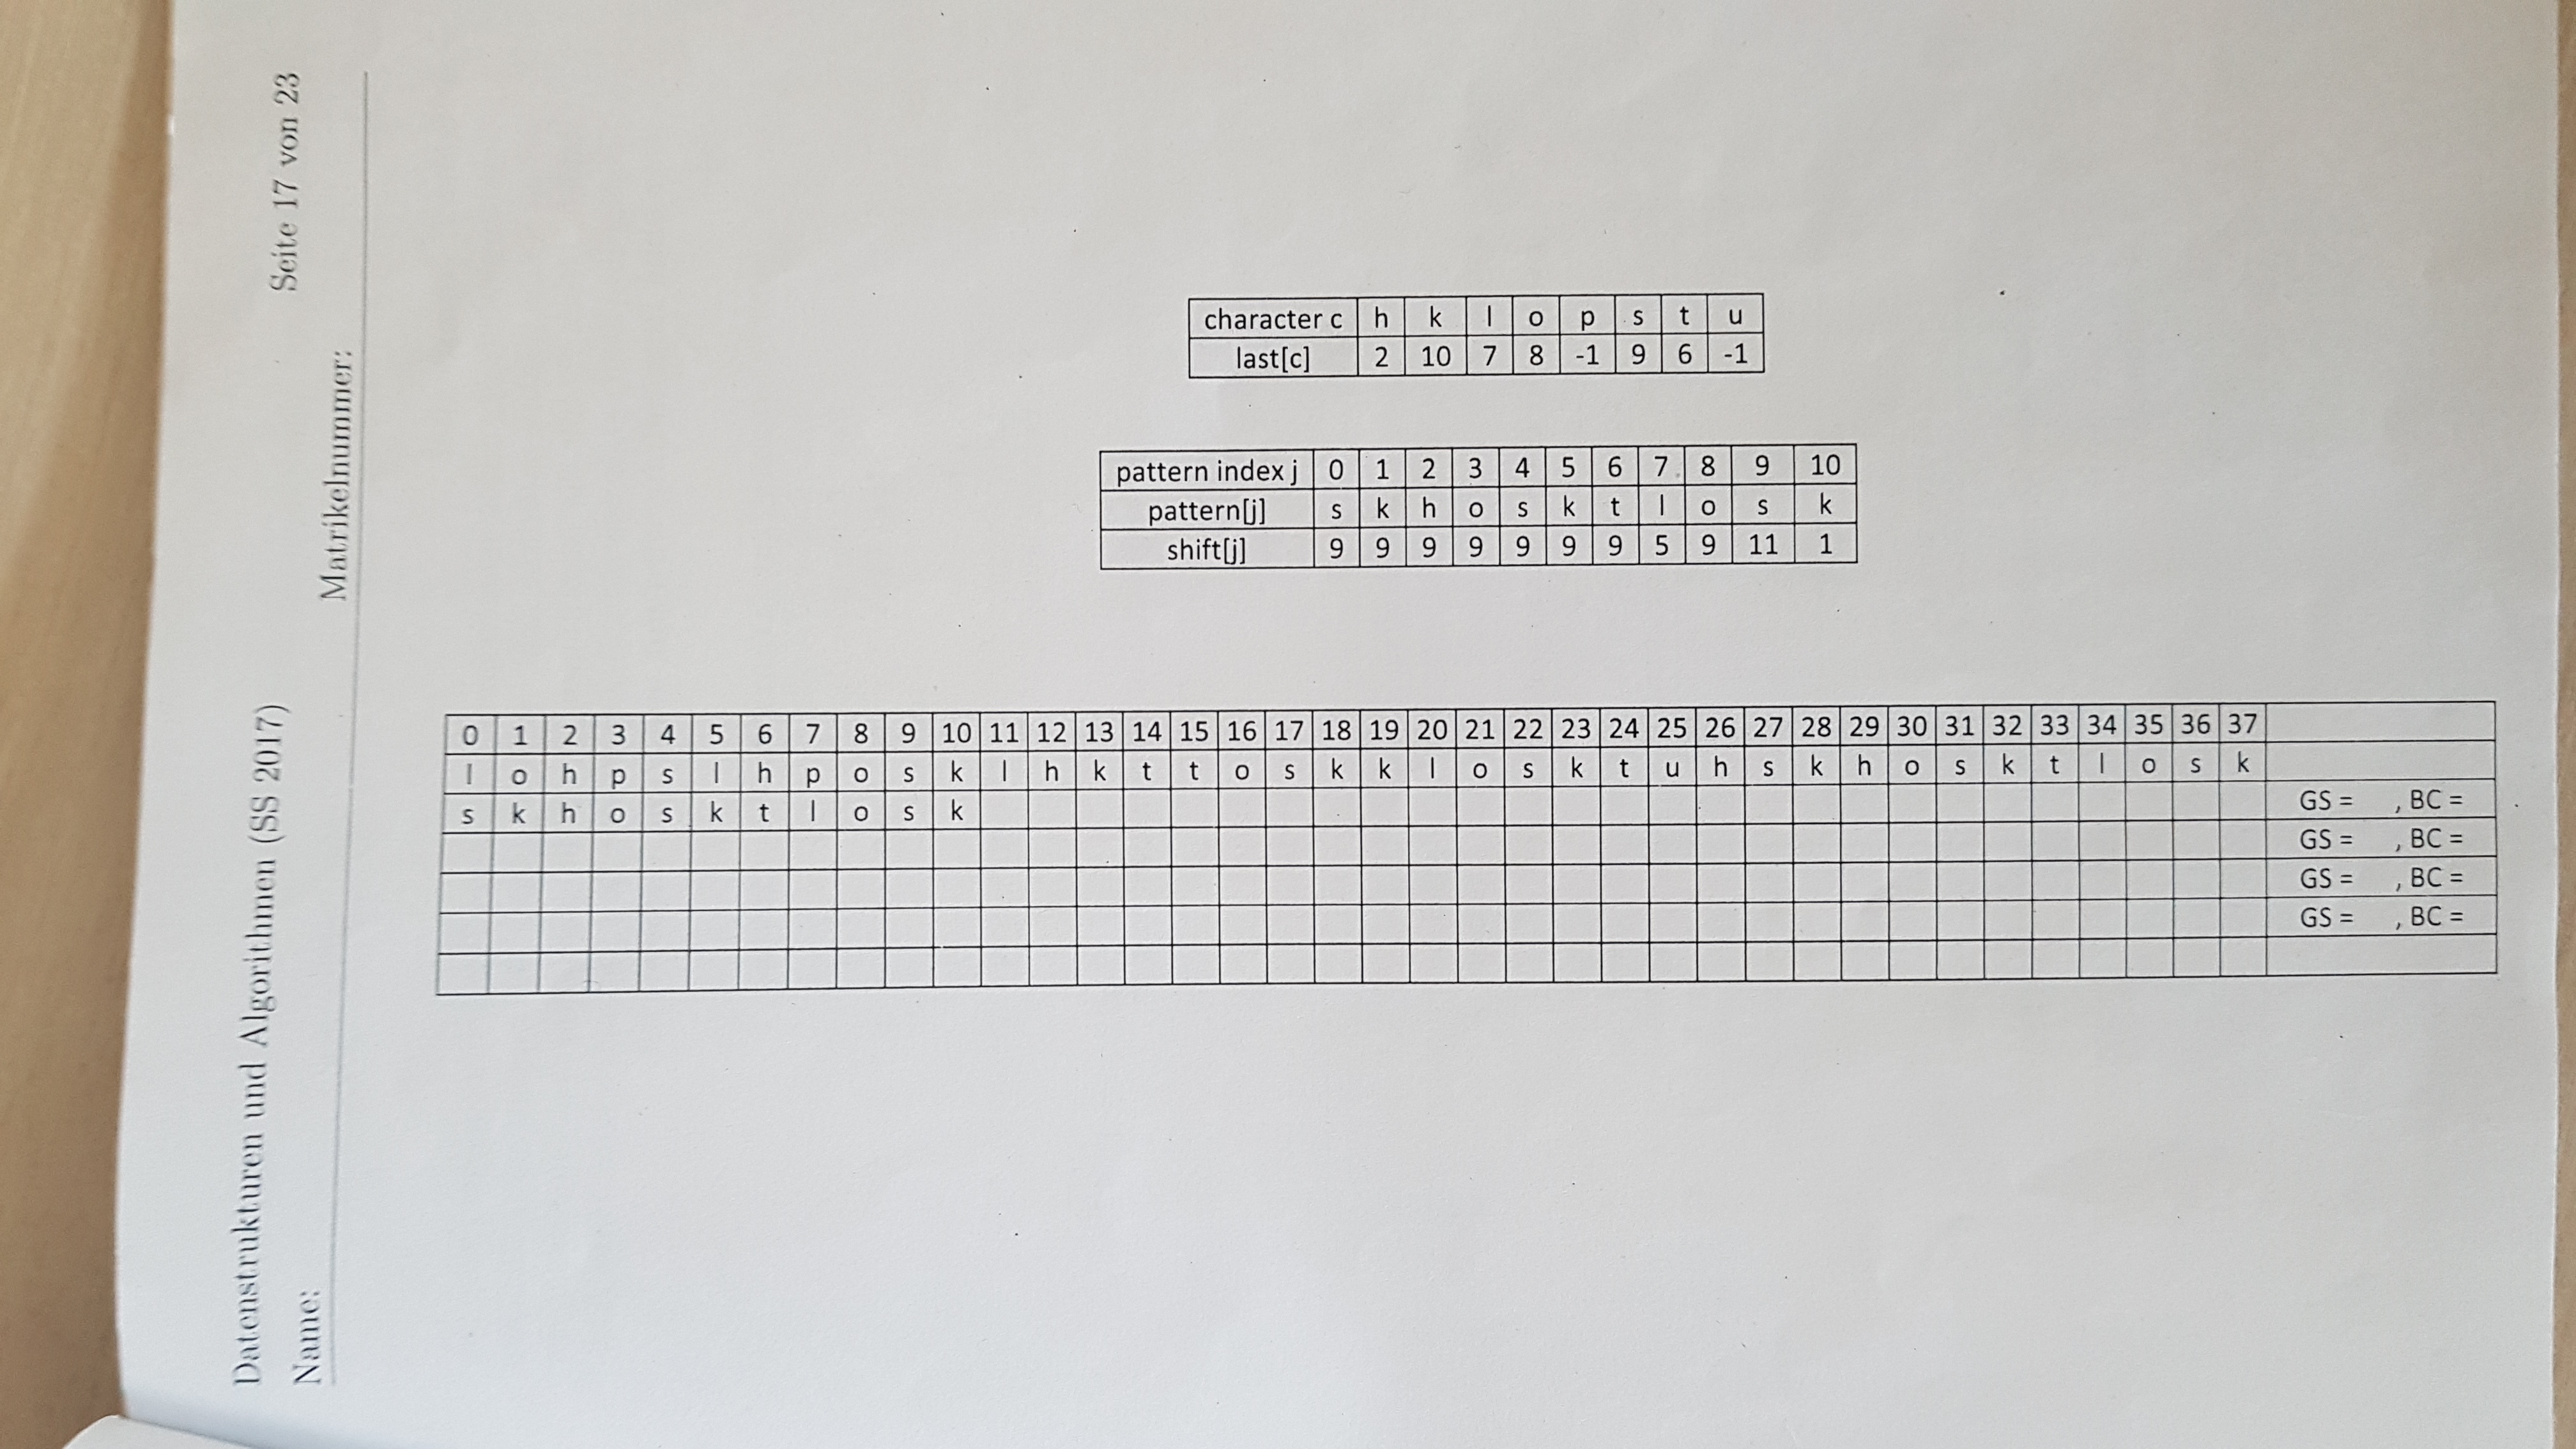 Datenstrukturen und Algorithmen (SS 2017) Seite 17 von 23
Name: Matrikelnummer:
character c h k l o p s t u
last[c] 2 10 7 8 -1 9 6 -1
pattern index j 0 1 2 3 4 5 6 7 8 9 10
pattern[j] s k h o s k t l o s k
shift[j] 9 9 9 9 9 9 9 5 9 11 1
0 1 2 3 4 5 6 7 8 9 10 11 12 13 14 15 16 17 18 19 20 21 22 23 24 25 26 27 28 29 30 31 32 33 34 35 36 37
l o h p s l h p o s k l h k t t o s k k l o s k t u h s k h o s k t l o s k
s k h o s k t l o s k GS = , BC =
GS = , BC =
GS = , BC =
GS = , BC =